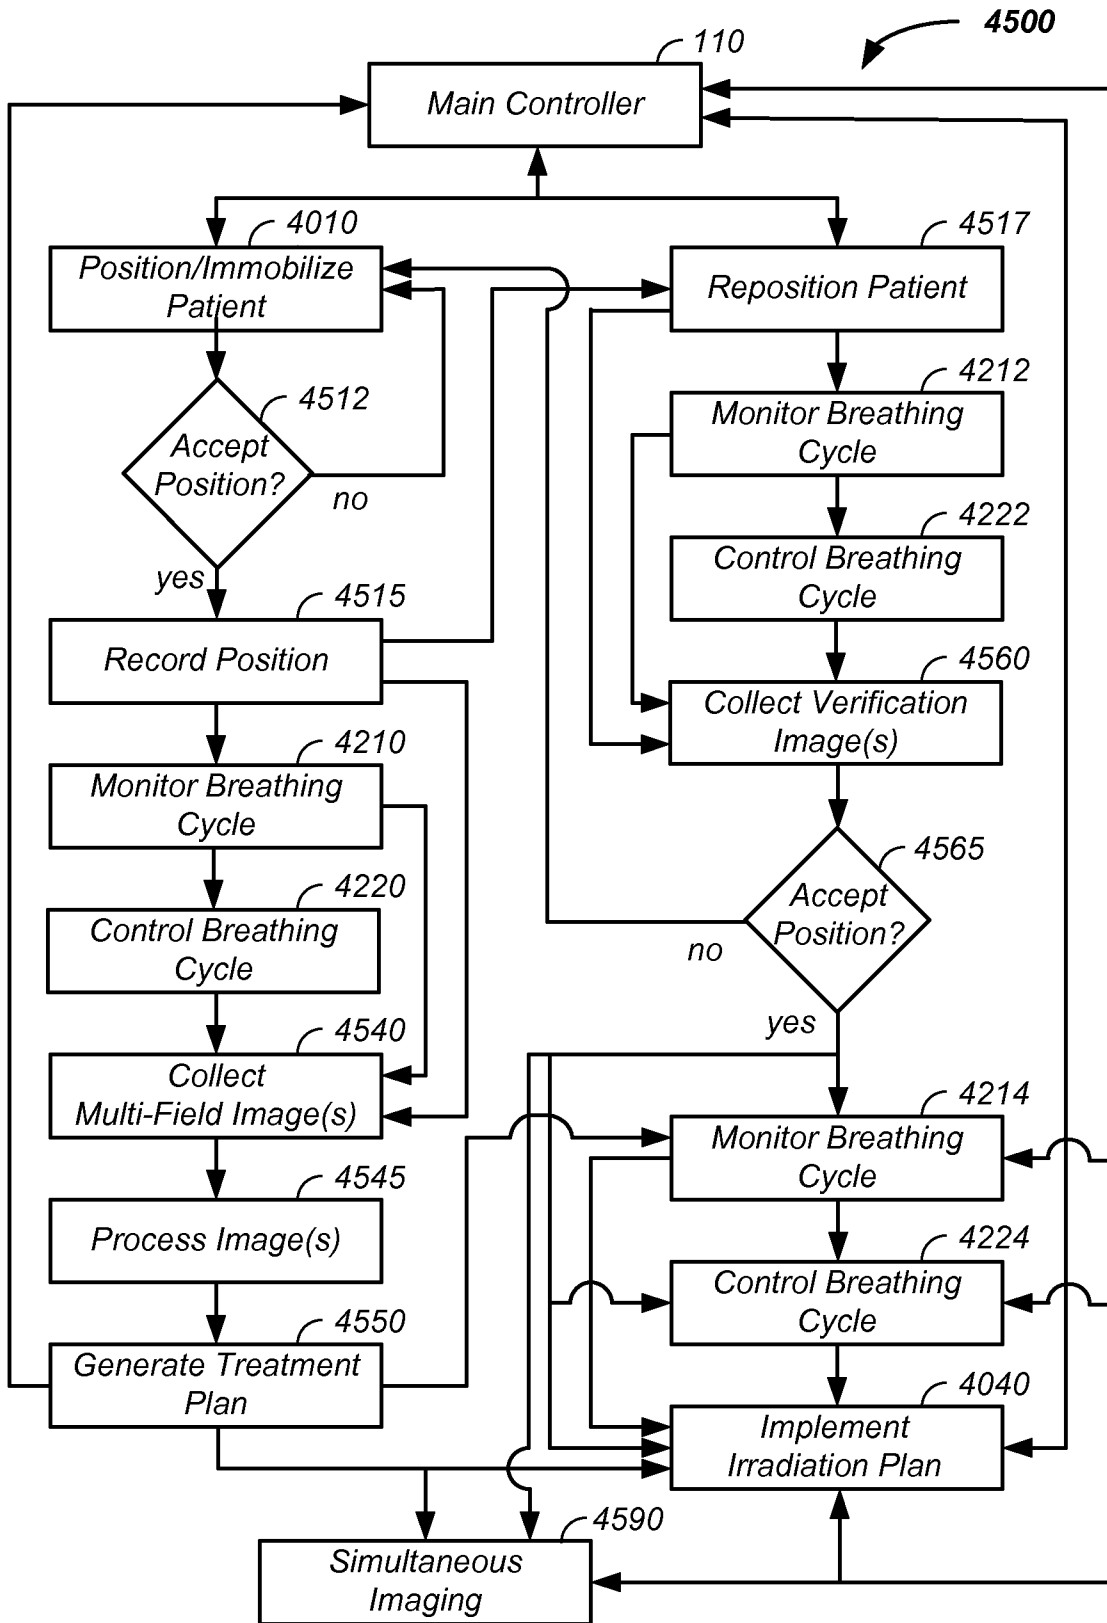 4500
110
Main Controller
4010
Position/Immobilize
Patient
4517
Reposition Patient
4512
Accept
Position?
no
yes
4212
Monitor Breathing
Cycle
4222
Control Breathing
Cycle
4515
Record Position
4560
Collect Verification
Image(s)
4210
Monitor Breathing
Cycle
4565
Accept
Position?
no
yes
4220
Control Breathing
Cycle
4540
Collect
Multi-Field Image(s)
4214
Monitor Breathing
Cycle
4545
Process Image(s)
4224
Control Breathing
Cycle
4550
Generate Treatment
Plan
4040
Implement
Irradiation Plan
4590
Simultaneous
Imaging